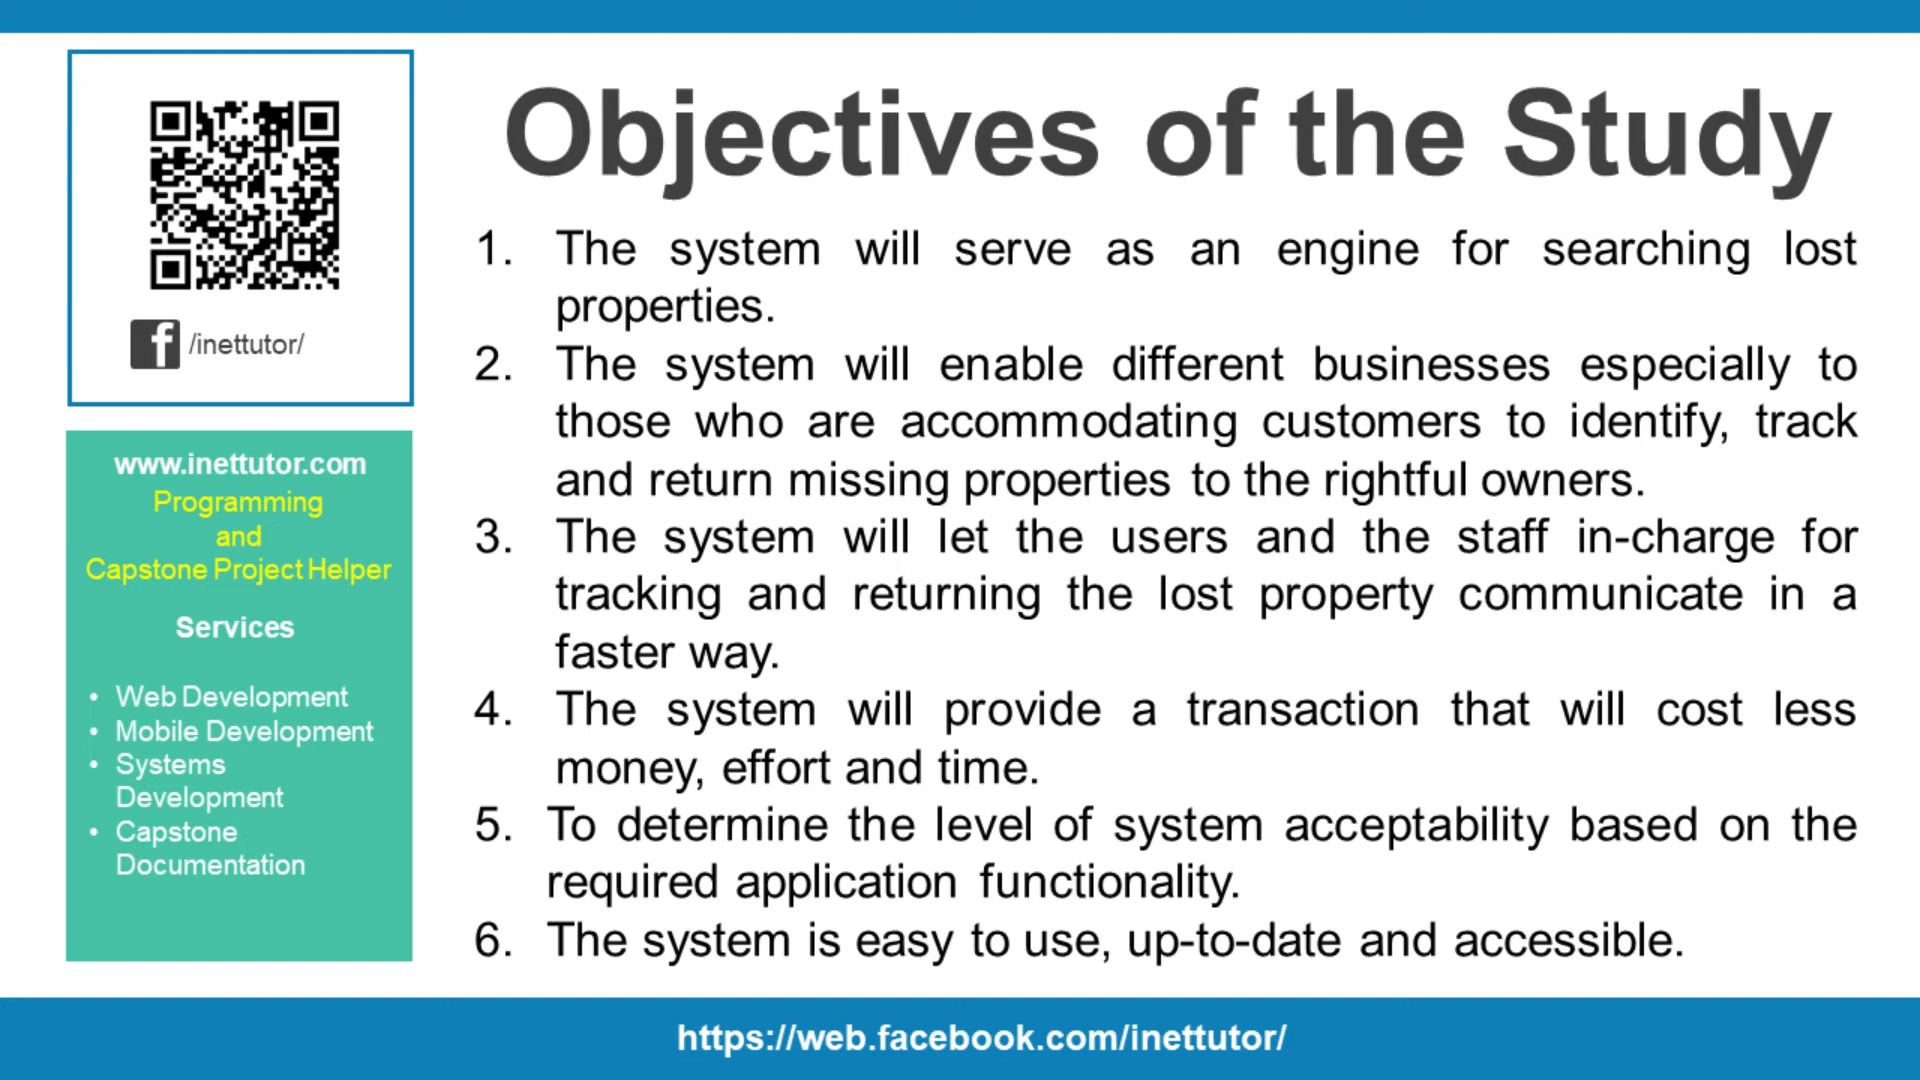 /inettutor/
www.inettutor.com
Programming
and
Capstone Project Helper
Services
• Web Development
• Mobile Development
• Systems
Development
• Capstone
Documentation
Objectives of the Study
1. The system will serve as an engine for searching lost
properties.
2. The system will enable different businesses especially to
those who are accommodating customers to identify, track
and return missing properties to the rightful owners.
3. The system will let the users and the staff in-charge for
tracking and returning the lost property communicate in a
faster way.
4. The system will provide a transaction that will cost less
money, effort and time.
5. To determine the level of system acceptability based on the
required application functionality.
6. The system is easy to use, up-to-date and accessible.
https://web.facebook.com/inettutor/